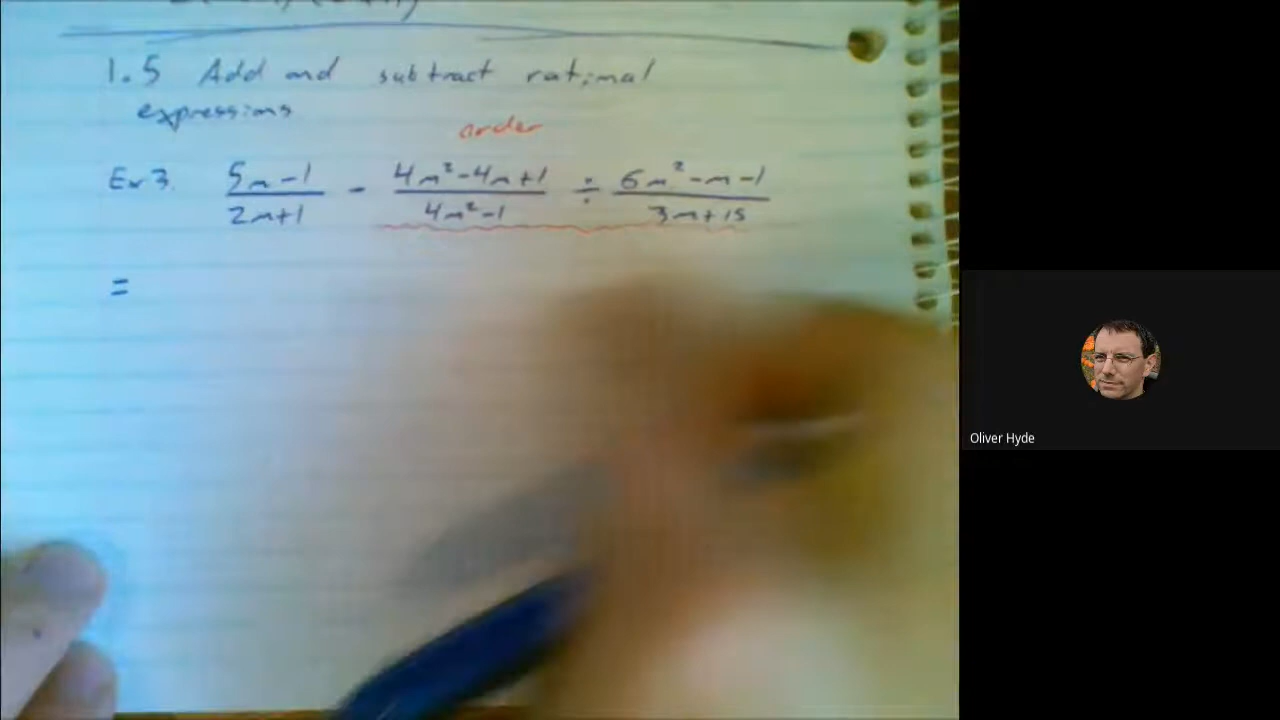 1.5 Add and subtract rational
expressions
order
Ex 3. 5m-1 - 4m²-4m+1 ÷ 6m²-m-1
2m+1 4m²-1 3m+15
=
Oliver Hyde